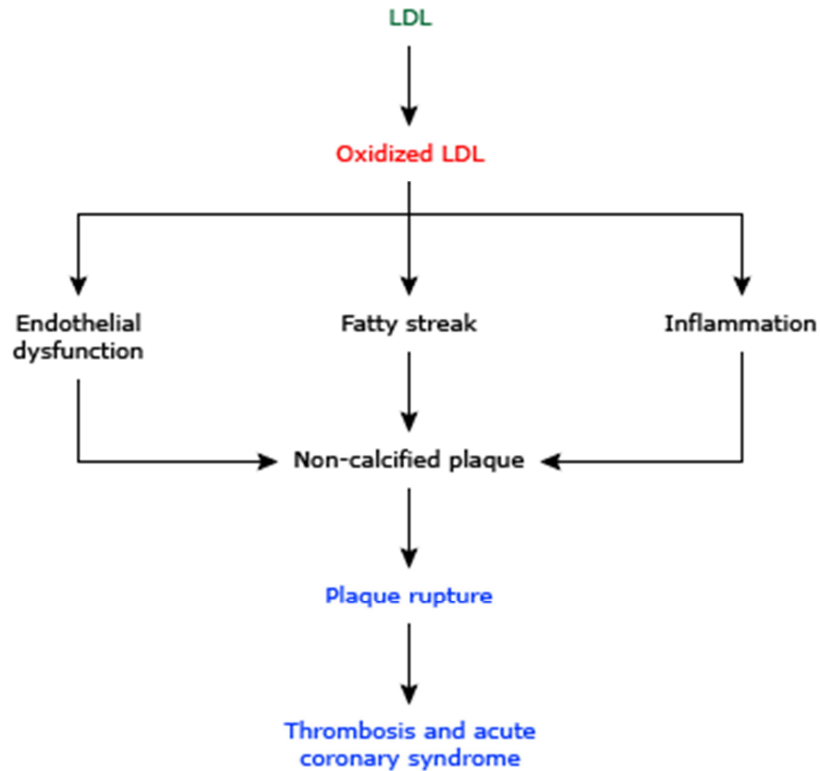 LDL
Oxidized LDL
Endothelial
dysfunction
Fatty streak
Inflammation
Non-calcified plaque
Plaque rupture
Thrombosis and acute
coronary syndrome